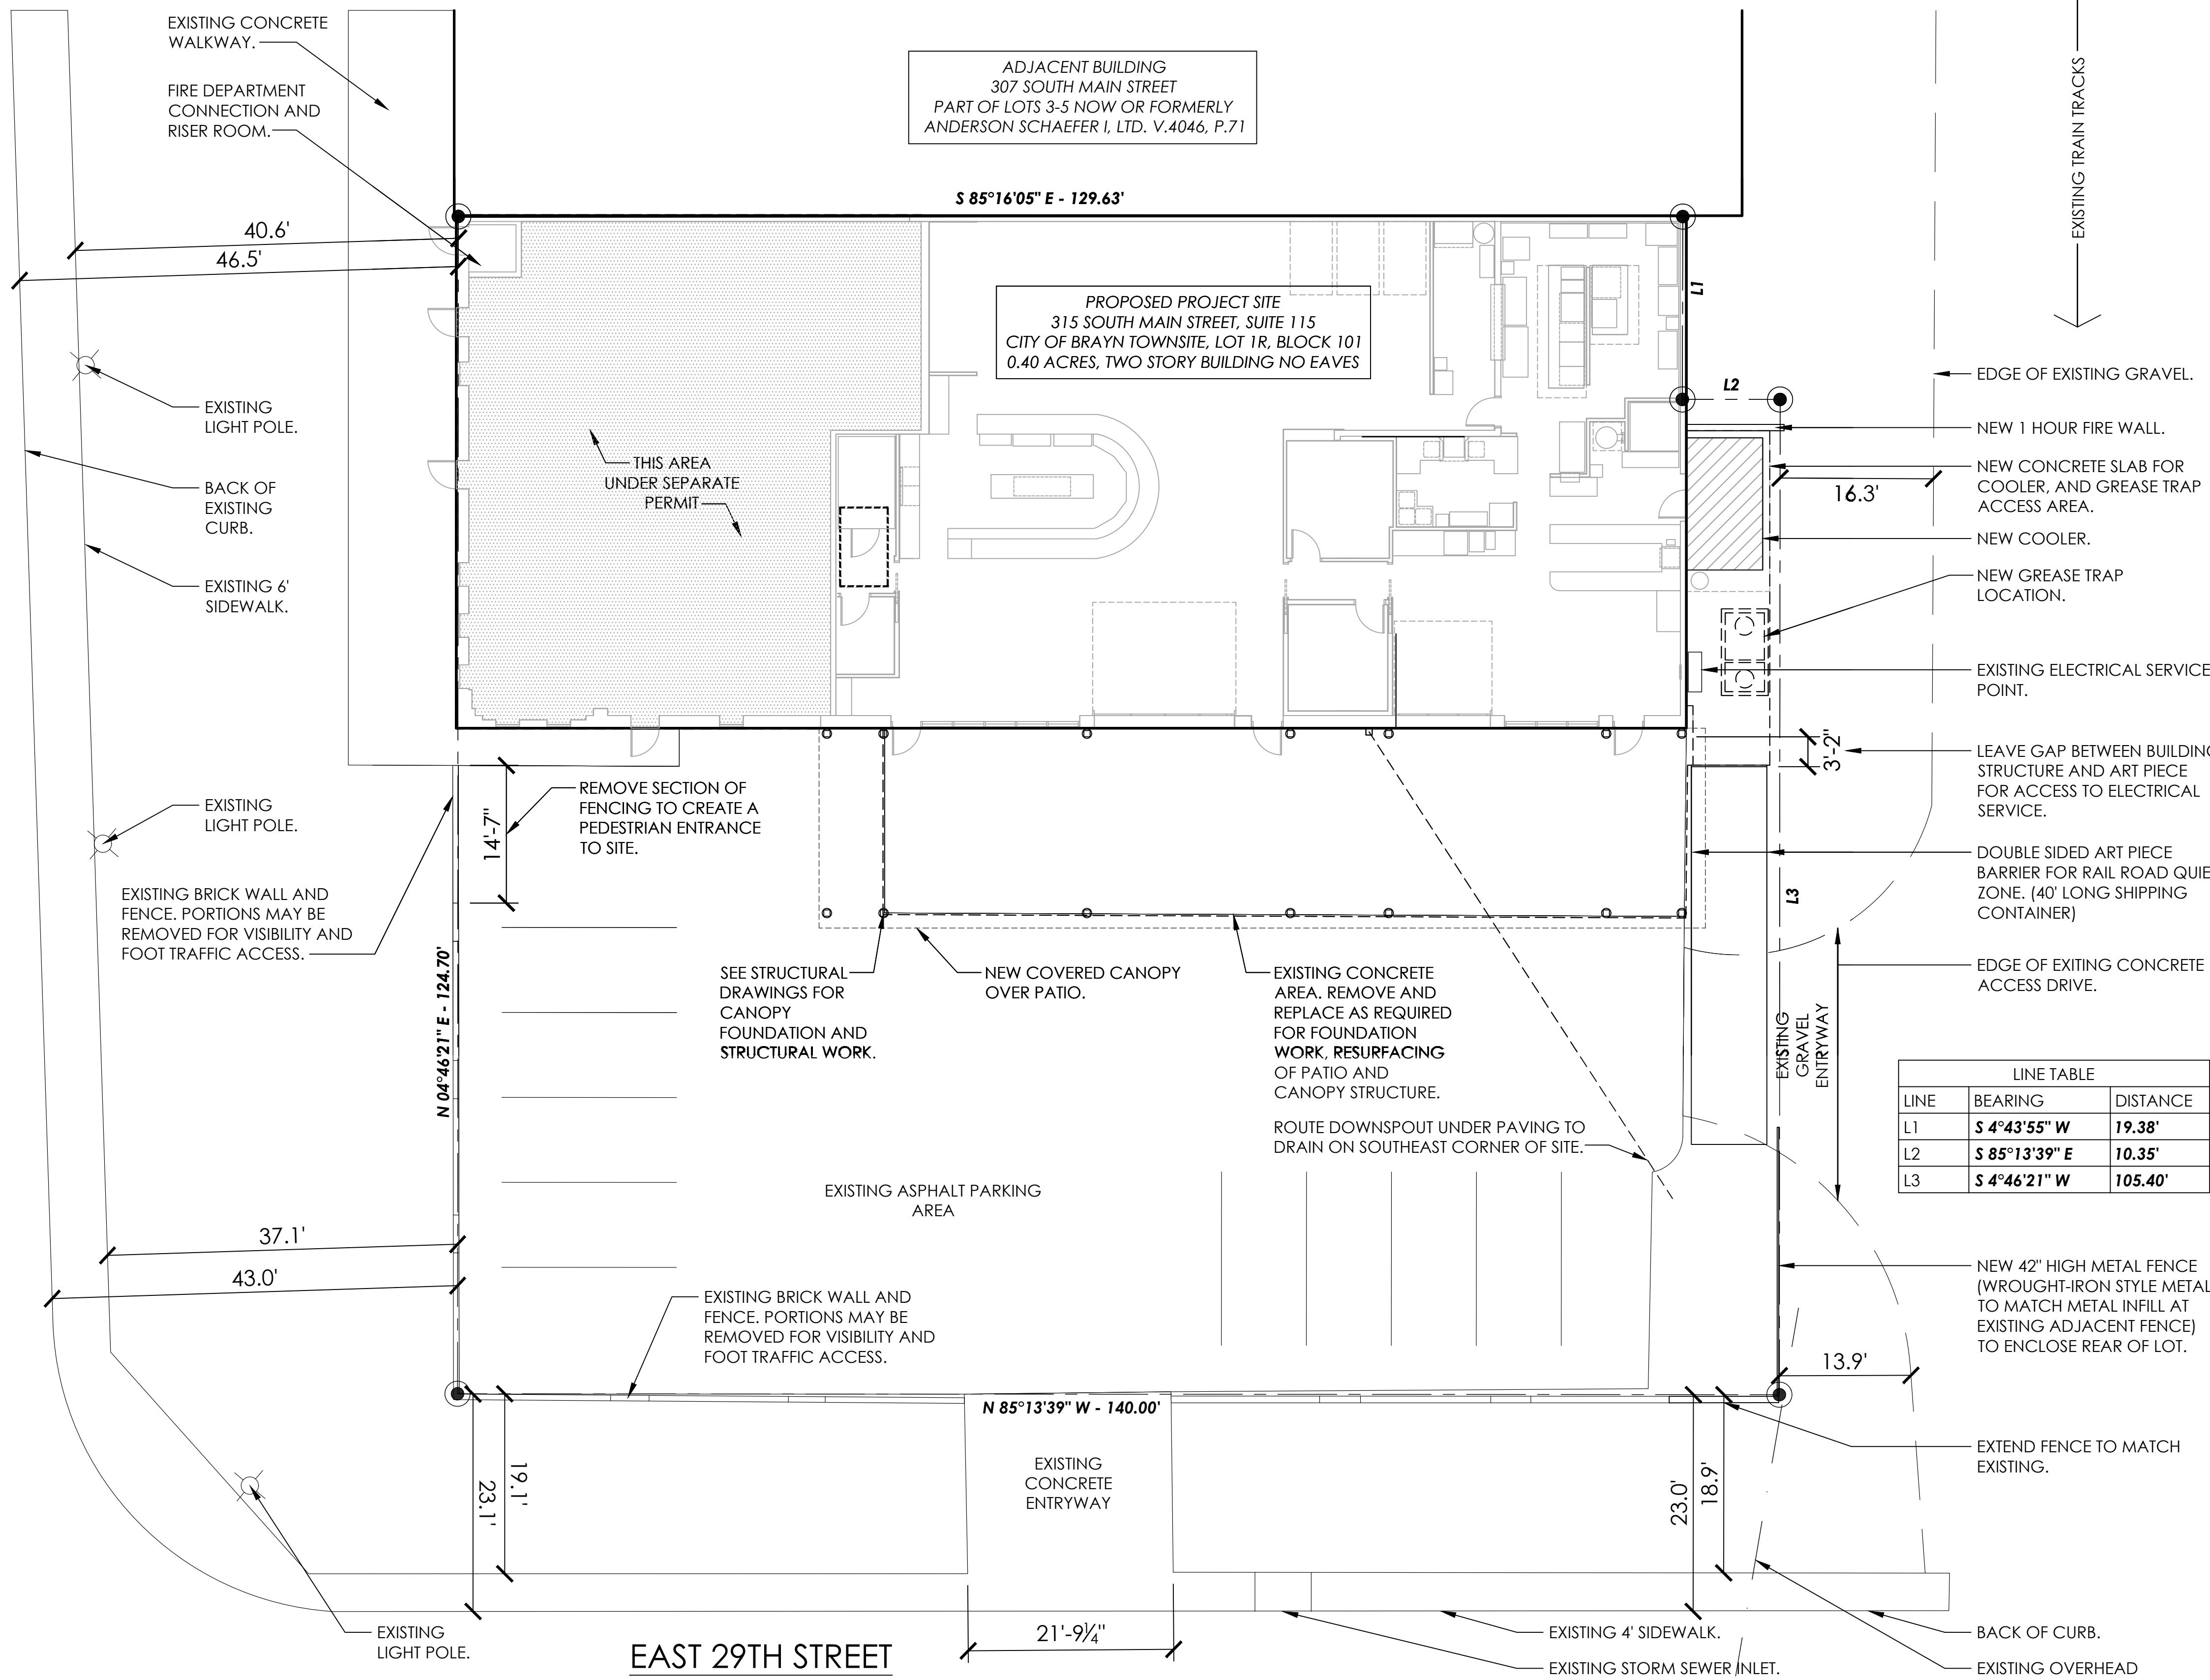 EXISTING CONCRETE
WALKWAY.
FIRE DEPARTMENT
CONNECTION AND
RISER ROOM.
ADJACENT BUILDING
307 SOUTH MAIN STREET
PART OF LOTS 3-5 NOW OR FORMERLY
ANDERSON SCHAEFER I, LTD. V.4046, P.71
EXISTING TRAIN TRACKS
S 85°16'05" E - 129.63'
40.6'
46.5'
PROPOSED PROJECT SITE
315 SOUTH MAIN STREET, SUITE 115
CITY OF BRAYN TOWNSITE, LOT 1R, BLOCK 101
0.40 ACRES, TWO STORY BUILDING NO EAVES
L1
L2
EDGE OF EXISTING GRAVEL.
NEW 1 HOUR FIRE WALL.
NEW CONCRETE SLAB FOR
COOLER, AND GREASE TRAP
ACCESS AREA.
16.3'
NEW COOLER.
NEW GREASE TRAP
LOCATION.
EXISTING ELECTRICAL SERVICE
POINT.
EXISTING
LIGHT POLE.
BACK OF
EXISTING
CURB.
EXISTING 6'
SIDEWALK.
THIS AREA
UNDER SEPARATE
PERMIT
3'-2"
LEAVE GAP BETWEEN BUILDING
STRUCTURE AND ART PIECE
FOR ACCESS TO ELECTRICAL
SERVICE.
EXISTING
LIGHT POLE.
14'-7"
REMOVE SECTION OF
FENCING TO CREATE A
PEDESTRIAN ENTRANCE
TO SITE.
DOUBLE SIDED ART PIECE
BARRIER FOR RAIL ROAD QUIE
ZONE. (40' LONG SHIPPING
CONTAINER)
L3
EXISTING BRICK WALL AND
FENCE. PORTIONS MAY BE
REMOVED FOR VISIBILITY AND
FOOT TRAFFIC ACCESS.
N 04°46'21" E - 124.70'
SEE STRUCTURAL
DRAWINGS FOR
CANOPY
FOUNDATION AND
STRUCTURAL WORK.
NEW COVERED CANOPY
OVER PATIO.
EXISTING CONCRETE
AREA. REMOVE AND
REPLACE AS REQUIRED
FOR FOUNDATION
WORK, RESURFACING
OF PATIO AND
CANOPY STRUCTURE.
EDGE OF EXITING CONCRETE
ACCESS DRIVE.
EXISTING
GRAVEL
ENTRYWAY
ROUTE DOWNSPOUT UNDER PAVING TO
DRAIN ON SOUTHEAST CORNER OF SITE.
LINE TABLE
LINE BEARING DISTANCE
L1 S 4°43'55" W 19.38'
L2 S 85°13'39" E 10.35'
L3 S 4°46'21" W 105.40'
EXISTING ASPHALT PARKING
AREA
37.1'
43.0'
EXISTING BRICK WALL AND
FENCE. PORTIONS MAY BE
REMOVED FOR VISIBILITY AND
FOOT TRAFFIC ACCESS.
NEW 42" HIGH METAL FENCE
(WROUGHT-IRON STYLE METAL
TO MATCH METAL INFILL AT
EXISTING ADJACENT FENCE)
TO ENCLOSE REAR OF LOT.
13.9'
N 85°13'39" W - 140.00'
EXTEND FENCE TO MATCH
EXISTING.
EXISTING
CONCRETE
ENTRYWAY
23.1'
19.1'
23.0'
18.9'
EXISTING
LIGHT POLE.
EAST 29TH STREET
21'-9¼"
EXISTING 4' SIDEWALK.
EXISTING STORM SEWER INLET.
BACK OF CURB.
EXISTING OVERHEAD